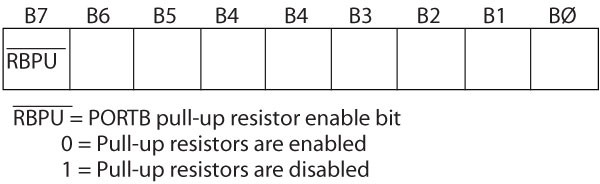 B7 B6 B5 B4 B4 B3 B2 B1 BØ
RBPU
RBPU = PORTB pull-up resistor enable bit
0 = Pull-up resistors are enabled
1 = Pull-up resistors are disabled